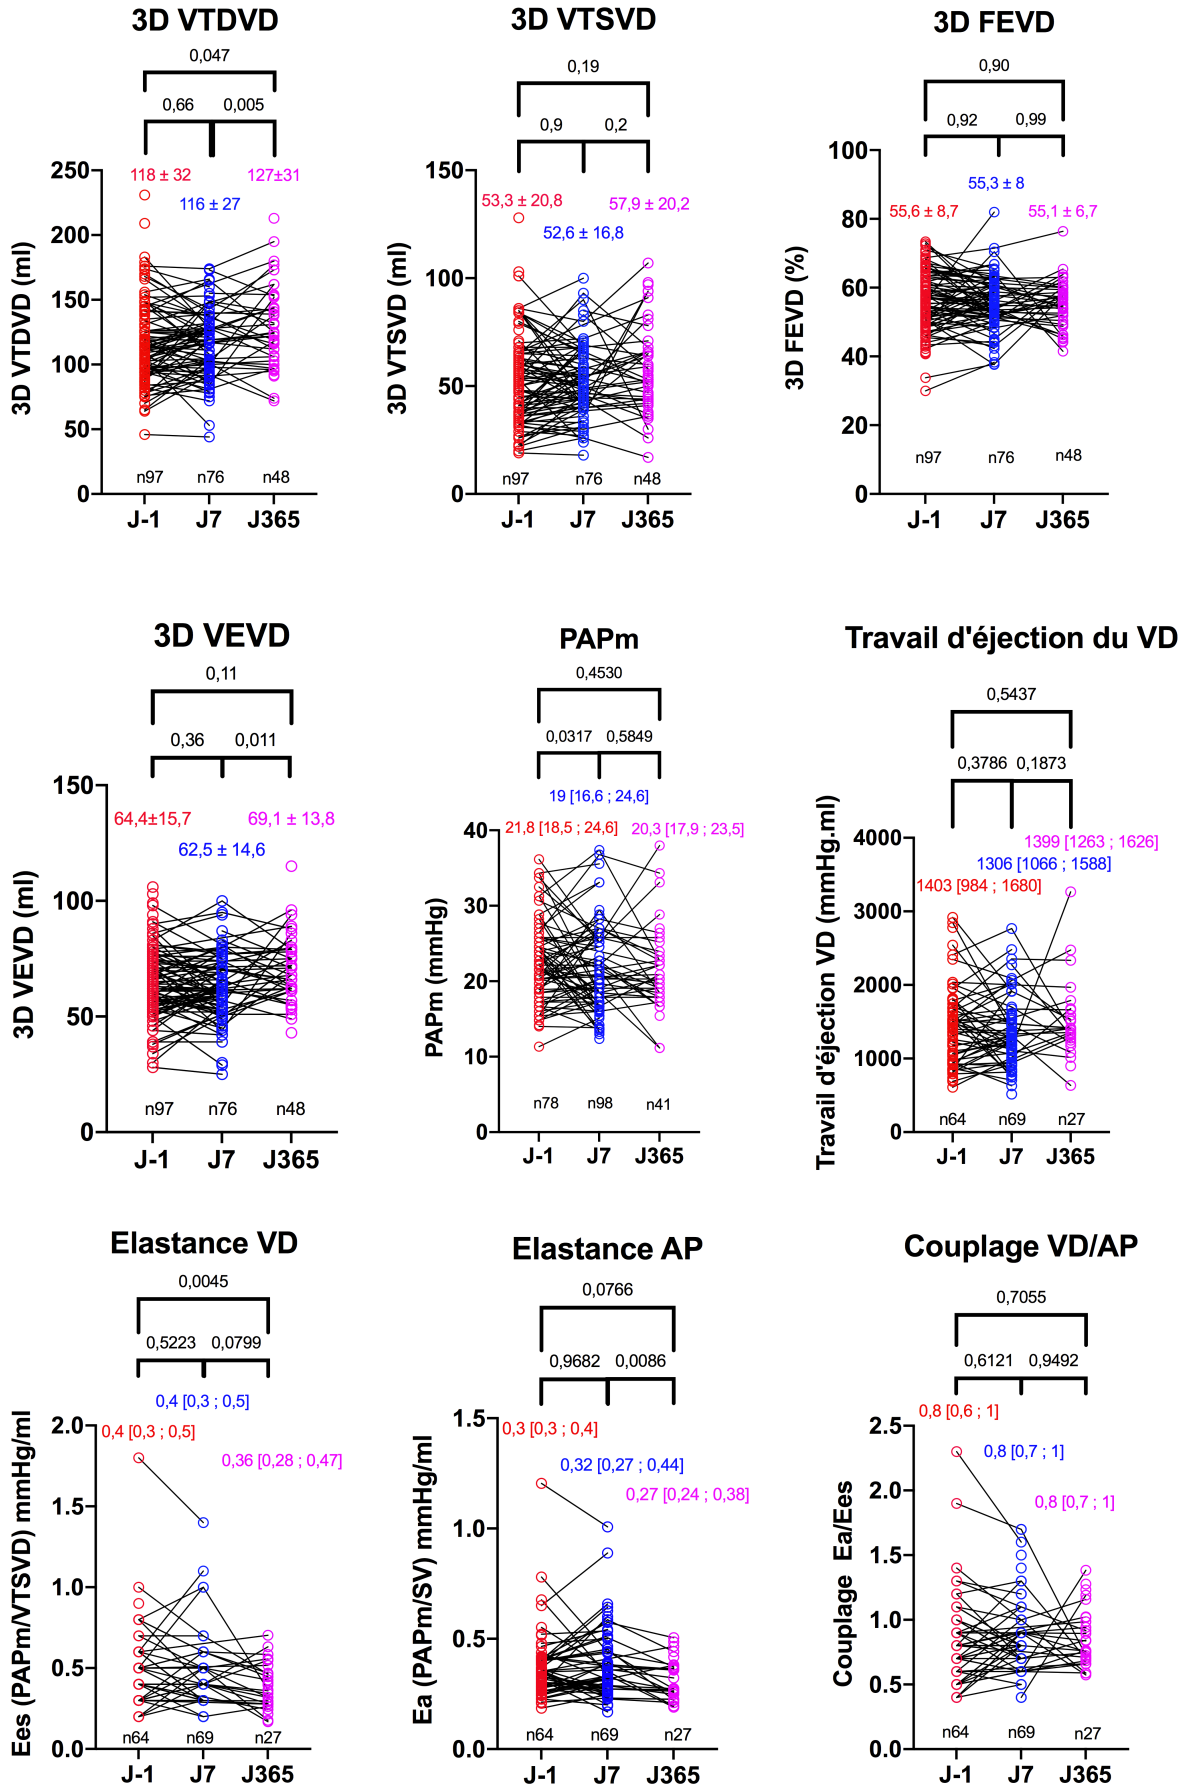 3D VTDVD
0,047
0,66 0,005
118 ± 32
127±31
116 ± 27
250
200
150
100
50
0
3D VTDVD (ml)
n97 n76 n48
J-1 J7 J365
3D VTSVD
0,19
0,9 0,2
53,3 ± 20,8
57,9 ± 20,2
52,6 ± 16,8
150
100
50
0
3D VTSVD (ml)
n97 n76 n48
J-1 J7 J365
3D FEVD
0,90
0,92 0,99
55,3 ± 8
55,6 ± 8,7
55,1 ± 6,7
100
80
60
40
20
0
3D FEVD (%)
n97 n76 n48
J-1 J7 J365
3D VEVD
0,11
0,36 0,011
64,4±15,7
69,1 ± 13,8
62,5 ± 14,6
150
100
50
0
3D VEVD (ml)
n97 n76 n48
J-1 J7 J365
PAPm
0,4530
0,0317 0,5849
19 [16,6 ; 24,6]
21,8 [18,5 ; 24,6]
20,3 [17,9 ; 23,5]
40
30
20
10
0
PAPm (mmHg)
n78 n98 n41
J-1 J7 J365
Travail d'éjection du VD
0,5437
0,3786 0,1873
1399 [1263 ; 1626]
1306 [1066 ; 1588]
1403 [984 ; 1680]
4000
3000
2000
1000
0
Travail d'éjection VD (mmHg.ml)
n64 n69 n27
J-1 J7 J365
Elastance VD
0,0045
0,5223 0,0799
0,4 [0,3 ; 0,5]
0,4 [0,3 ; 0,5]
0,36 [0,28 ; 0,47]
2.0
1.5
1.0
0.5
0.0
Ees (PAPm/VTSVD) mmHg/ml
n64 n69 n27
J-1 J7 J365
Elastance AP
0,0766
0,9682 0,0086
0,3 [0,3 ; 0,4]
0,32 [0,27 ; 0,44]
0,27 [0,24 ; 0,38]
1.5
1.0
0.5
0.0
Ea (PAPm/SV) mmHg/ml
n64 n69 n27
J-1 J7 J365
Couplage VD/AP
0,7055
0,6121 0,9492
0,8 [0,6 ; 1]
0,8 [0,7 ; 1]
0,8 [0,7 ; 1]
2.5
2.0
1.5
1.0
0.5
0.0
Couplage Ea/Ees
n64 n69 n27
J-1 J7 J365